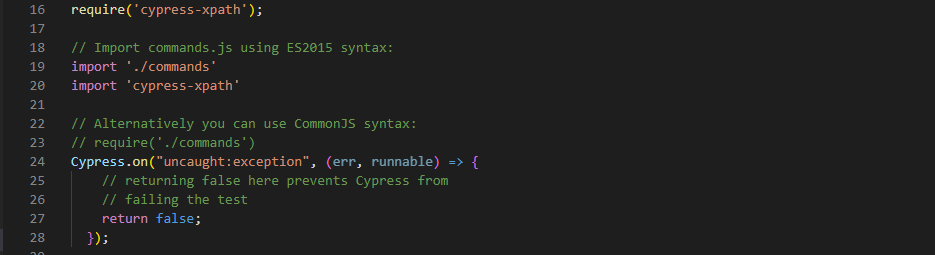 16 require('cypress-xpath');
17
18 // Import commands.js using ES2015 syntax:
19 import './commands'
20 import 'cypress-xpath'
21
22 // Alternatively you can use CommonJS syntax:
23 // require('./commands')
24 Cypress.on("uncaught:exception", (err, runnable) => {
25     // returning false here prevents Cypress from
26     // failing the test
27     return false;
28   });